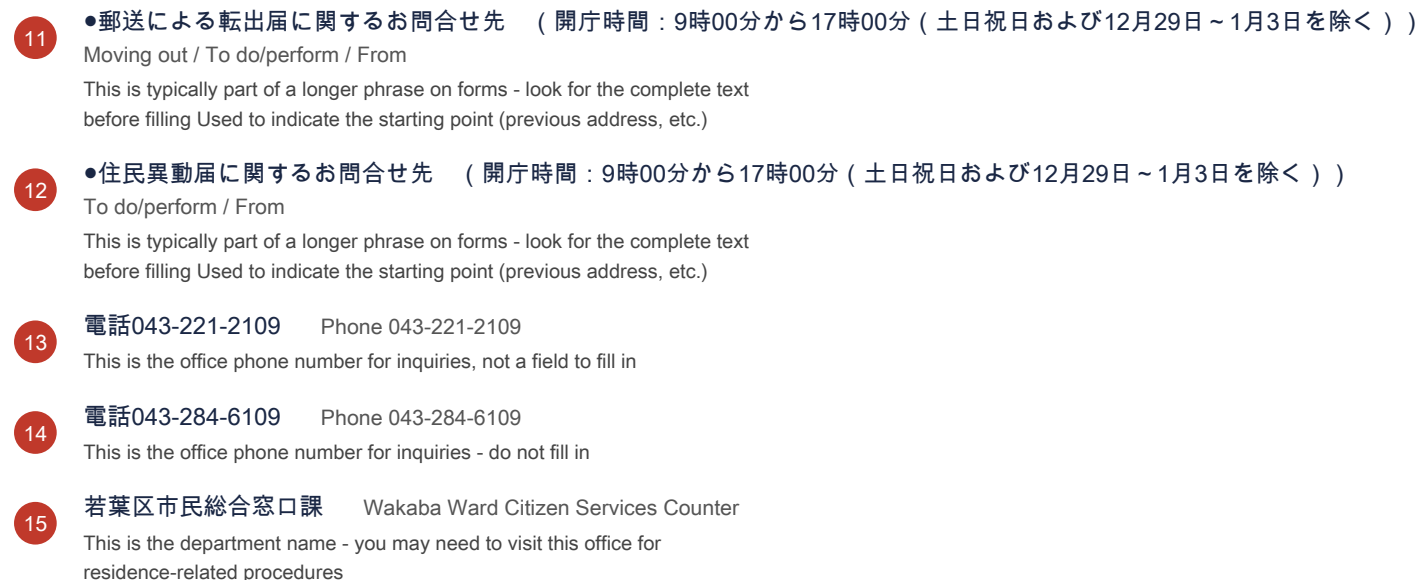 11
●郵送による転出届に関するお問合せ先　（開庁時間：9時00分から17時00分（土日祝日および12月29日～1月3日を除く））
Moving out / To do/perform / From
This is typically part of a longer phrase on forms - look for the complete text
before filling Used to indicate the starting point (previous address, etc.)
12
●住民異動届に関するお問合せ先　（開庁時間：9時00分から17時00分（土日祝日および12月29日～1月3日を除く））
To do/perform / From
This is typically part of a longer phrase on forms - look for the complete text
before filling Used to indicate the starting point (previous address, etc.)
13
電話043-221-2109　Phone 043-221-2109
This is the office phone number for inquiries, not a field to fill in
14
電話043-284-6109　Phone 043-284-6109
This is the office phone number for inquiries - do not fill in
15
若葉区市民総合窓口課　Wakaba Ward Citizen Services Counter
This is the department name - you may need to visit this office for
residence-related procedures